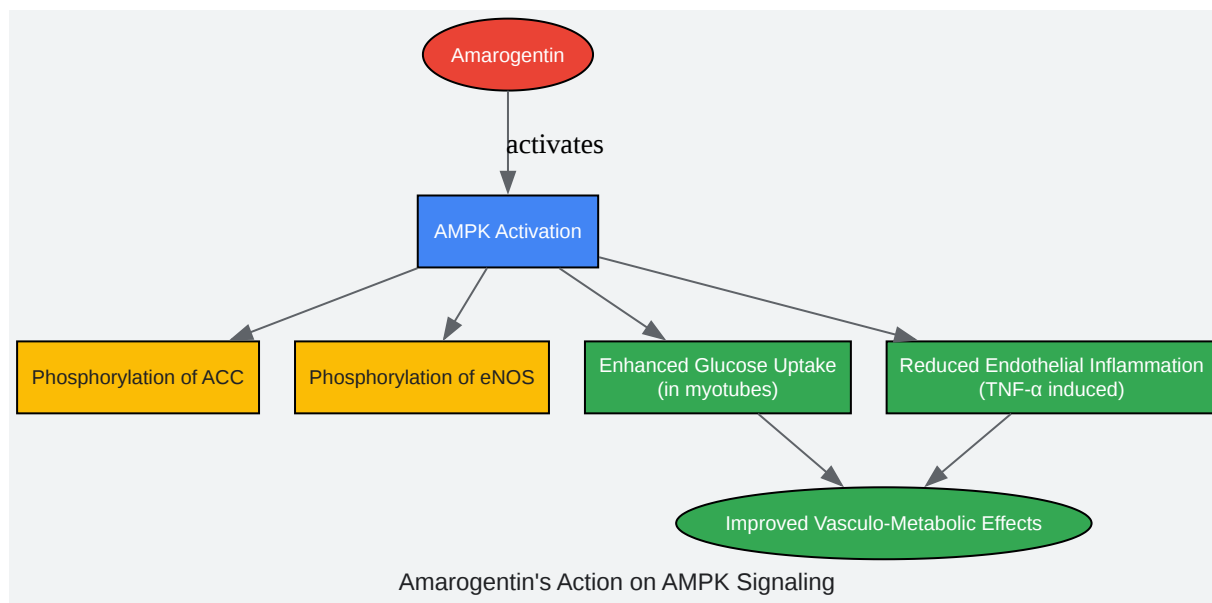 Amarogentin
activates
AMPK Activation
Phosphorylation of ACC
Phosphorylation of eNOS
Enhanced Glucose Uptake
(in myotubes)
Reduced Endothelial Inflammation
(TNF-α induced)
Improved Vasculo-Metabolic Effects
Amarogentin's Action on AMPK Signaling